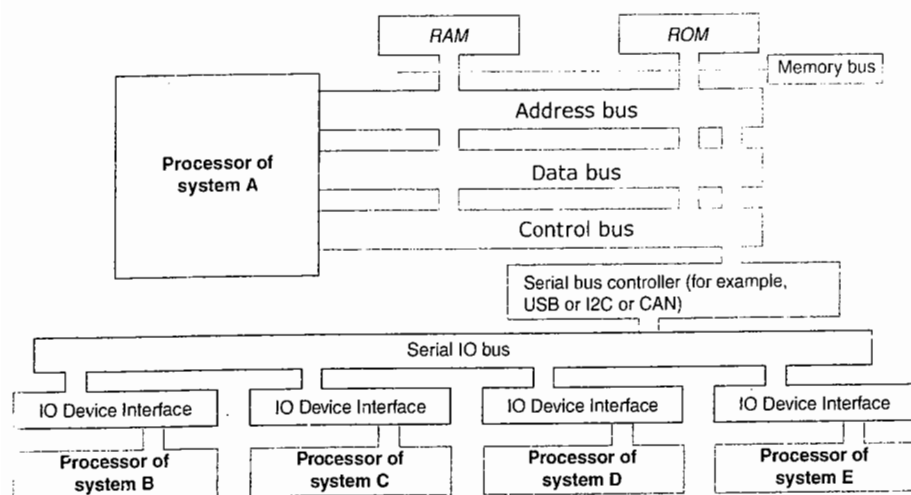 RAM
ROM
Memory bus
Address bus
Processor of
system A
Data bus
Control bus
Serial bus controller (for example,
USB or I2C or CAN)
Serial IO bus
IO Device Interface
IO Device Interface
IO Device Interface
IO Device Interface
Processor of
system B
Processor of
system C
Processor of
system D
Processor of
system E